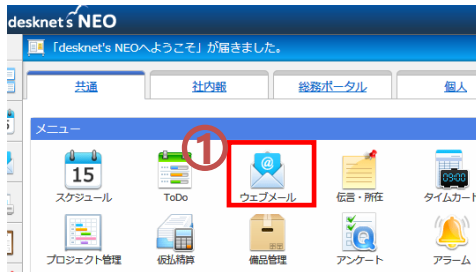 desknet's NEO
「desknet's NEOへようこそ」が届きました。
共通 社内報 総務ポータル 個人
メニュー
①
15 @ 09:00
スケジュール ToDo ウェブメール 伝言・所在 タイムカード
プロジェクト管理 仮払精算 備品管理 アンケート アラーム